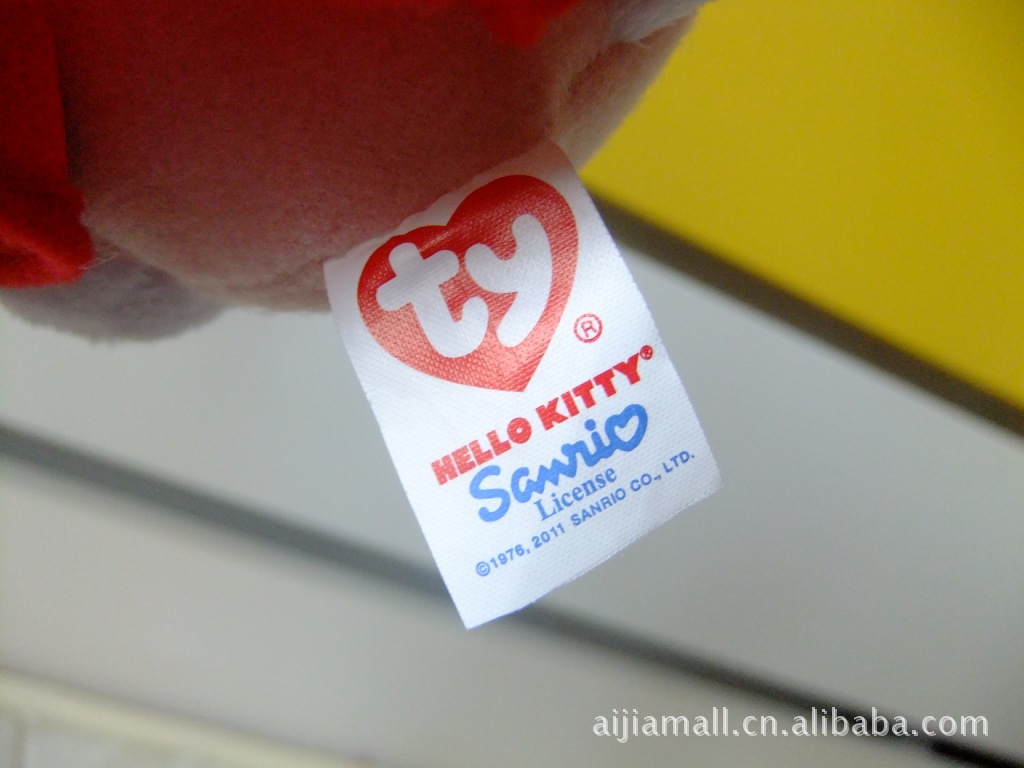 ty
®
HELLO KITTY®
Sanrio
License
©1976, 2011 SANRIO CO., LTD.
aijiamall.cn.alibaba.com